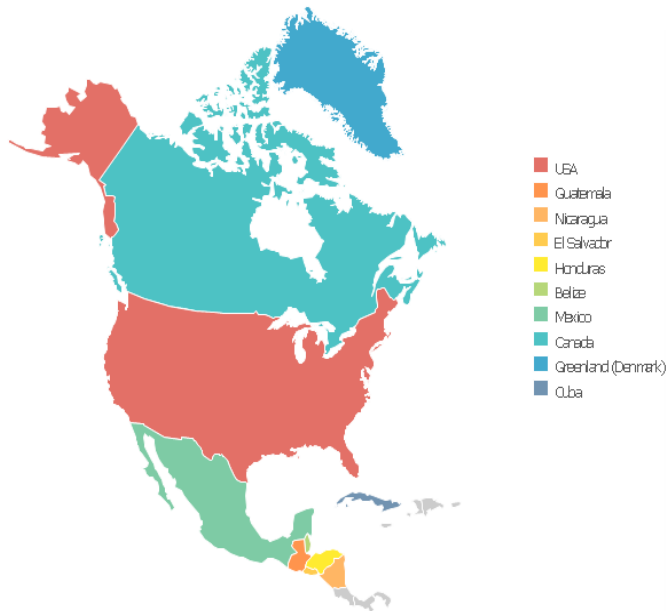 USA
Guatemala
Nicaragua
El Salvador
Honduras
Belize
Mexico
Canada
Greenland (Denmark)
Cuba